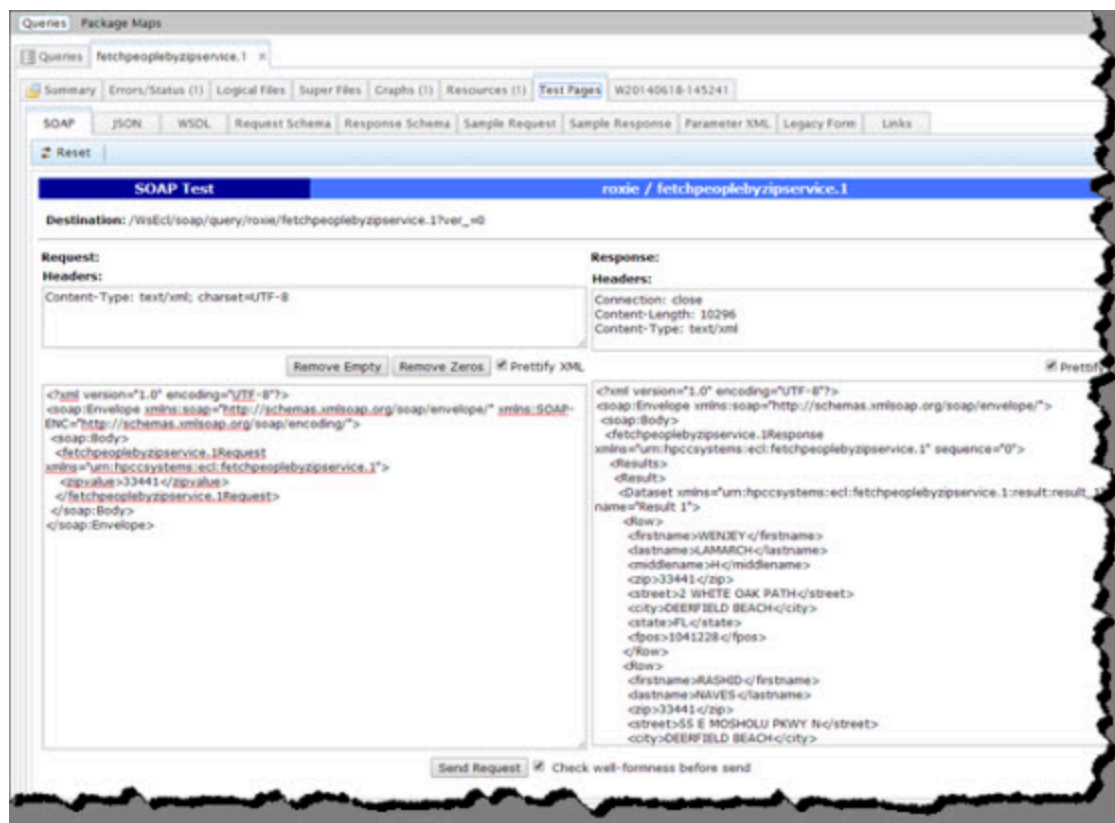 Queries Package Maps
Queries fetchpeoplebyzipservice.1 ×
Summary Errors/Status (1) Logical Files Super Files Graphs (1) Resources (1) Test Pages W20140618-145241
SOAP JSON WSDL Request Schema Response Schema Sample Request Sample Response Parameter XML Legacy Form Links
Reset
SOAP Test roxie / fetchpeoplebyzipservice.1
Destination: /WsEcl/soap/query/roxie/fetchpeoplebyzipservice.1?ver_=0
Request:
Headers:
Content-Type: text/xml; charset=UTF-8
Remove Empty Remove Zeros Prettify XML
<?xml version="1.0" encoding="UTF-8"?>
<soap:Envelope xmlns:soap="http://schemas.xmlsoap.org/soap/envelope/" xmlns:SOAP-
ENC="http://schemas.xmlsoap.org/soap/encoding/">
<soap:Body>
<fetchpeoplebyzipservice.1Request
xmlns="urn:hpccsystems:ecl:fetchpeoplebyzipservice.1">
<zipvalue>33441</zipvalue>
</fetchpeoplebyzipservice.1Request>
</soap:Body>
</soap:Envelope>
Response:
Headers:
Connection: close
Content-Length: 10296
Content-Type: text/xml
Prettif
<?xml version="1.0" encoding="UTF-8"?>
<soap:Envelope xmlns:soap="http://schemas.xmlsoap.org/soap/envelope/">
<soap:Body>
<fetchpeoplebyzipservice.1Response
xmlns="urn:hpccsystems:ecl:fetchpeoplebyzipservice.1" sequence="0">
<Results>
<Result>
<Dataset xmlns="urn:hpccsystems:ecl:fetchpeoplebyzipservice.1:result:result_1"
name="Result 1">
<Row>
<firstname>WENJEY</firstname>
<lastname>LAMARCH</lastname>
<middlename>H</middlename>
<zip>33441</zip>
<street>2 WHITE OAK PATH</street>
<city>DEERFIELD BEACH</city>
<state>FL</state>
<fpos>1041228</fpos>
</Row>
<Row>
<firstname>RASHID</firstname>
<lastname>NAVES</lastname>
<zip>33441</zip>
<street>55 E MOSHOLU PKWY N</street>
<city>DEERFIELD BEACH</city>
Send Request Check well-formness before send